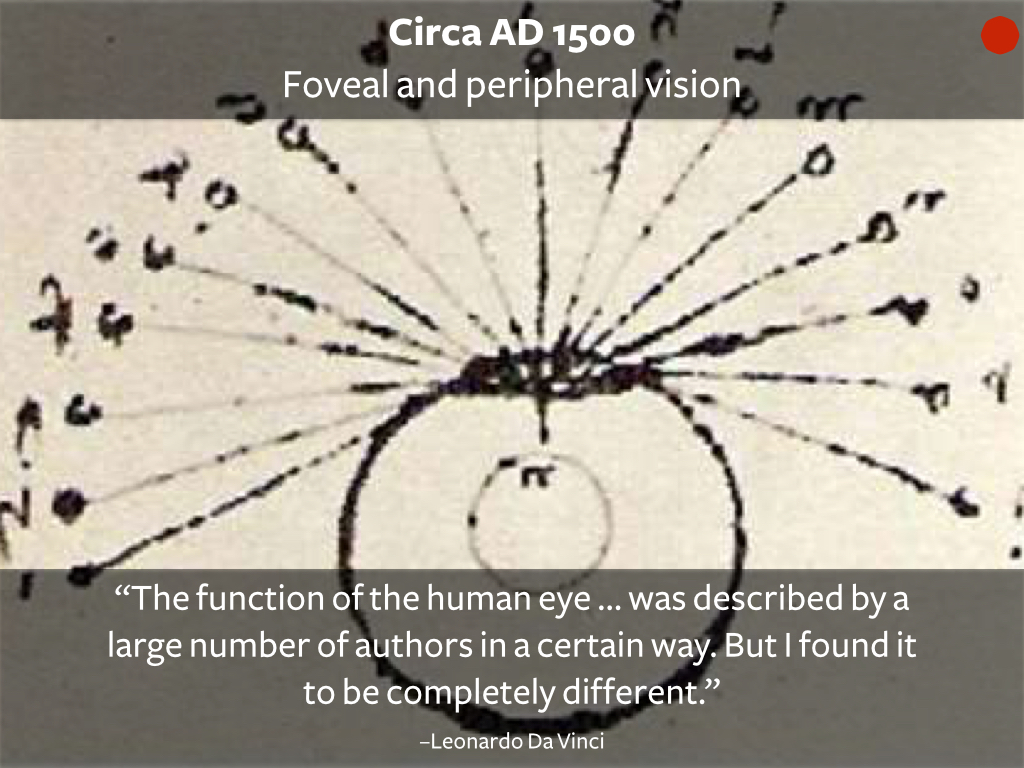 Circa AD 1500
Foveal and peripheral vision
“The function of the human eye ... was described by a
large number of authors in a certain way. But I found it
to be completely different.”
–Leonardo Da Vinci